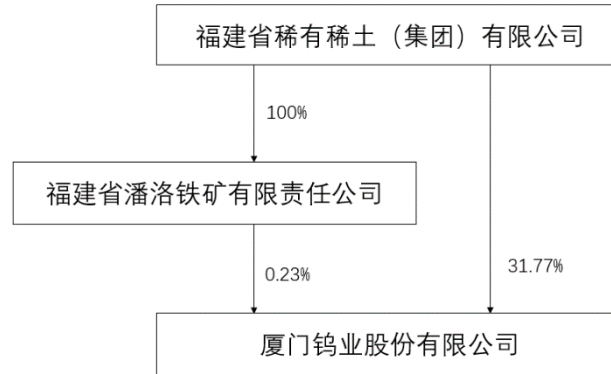 福建省稀有稀土（集团）有限公司
100%
福建省潘洛铁矿有限责任公司
0.23%
31.77%
厦门钨业股份有限公司